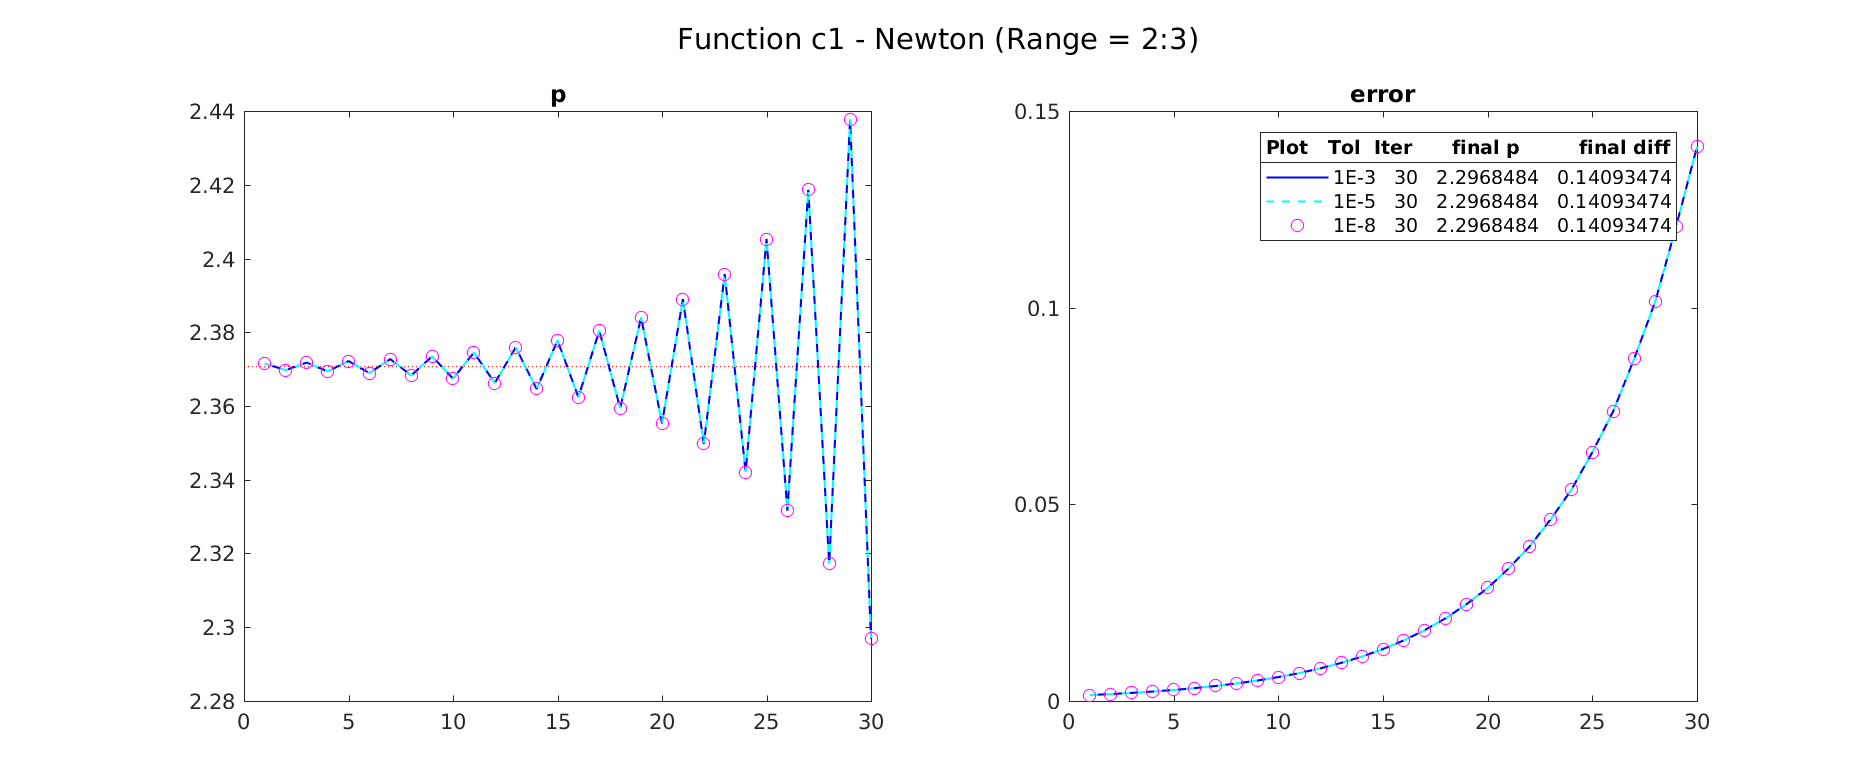 Function c1 - Newton (Range = 2:3)
p
2.44
2.42
2.4
2.38
2.36
2.34
2.32
2.3
2.28
0 5 10 15 20 25 30
error
0.15
0.1
0.05
0
0 5 10 15 20 25 30
Plot Tol Iter final p final diff
1E-3 30 2.2968484 0.14093474
1E-5 30 2.2968484 0.14093474
1E-8 30 2.2968484 0.14093474